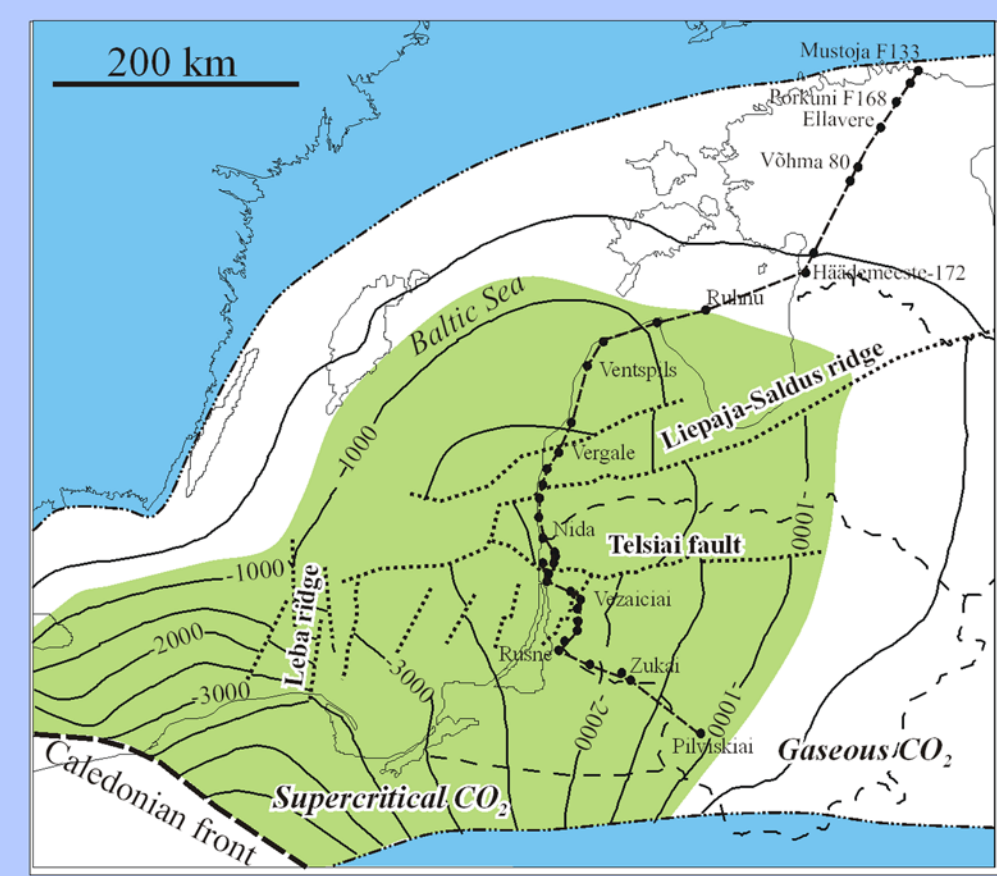 200 km
Mustoja F133
Porkuni F168
Ellavere
Võhma 80
Häädemeeste-172
Ruhnu
Baltic Sea
Ventspils
Liepaja-Saldus ridge
-1000
Vergale
-1000
Nida
Telsiai fault
-1000
Leba ridge
Vezaiciai
2000
Rusne
Zukai
-3000
-3000
-2000
-1000
Pilviskiai
Gaseous CO2
Caledonian front
Supercritical CO2